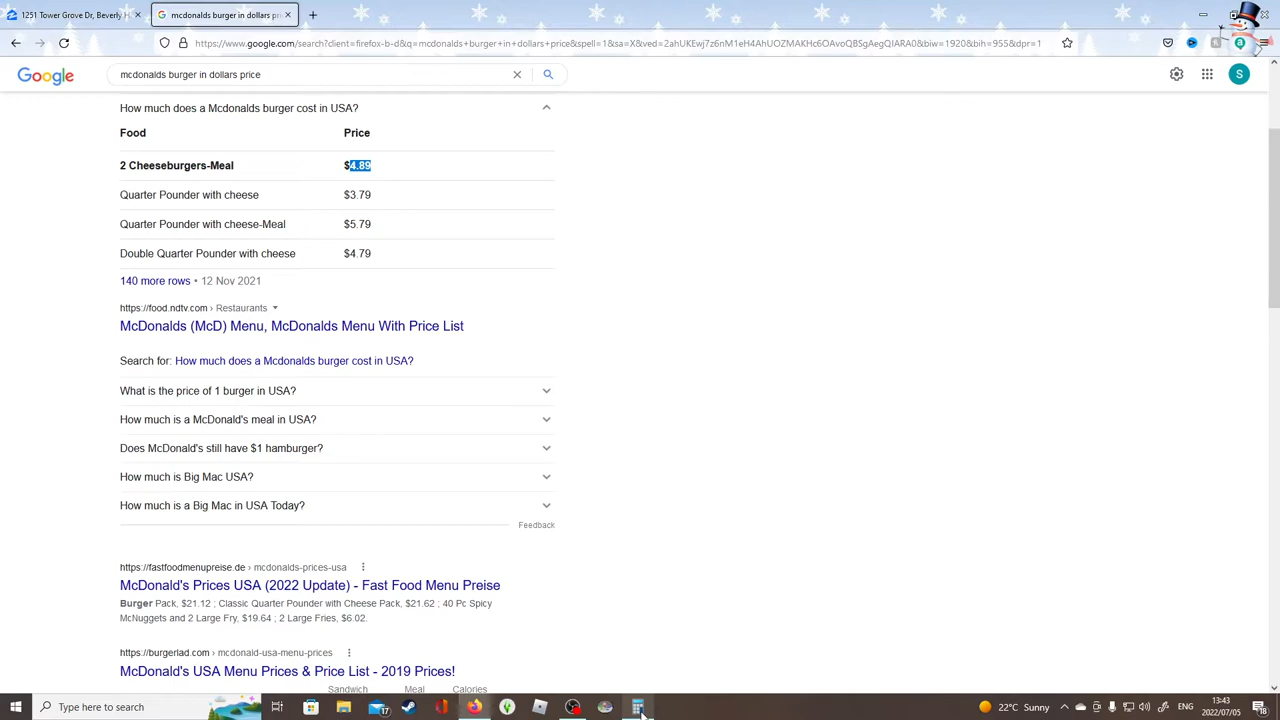 1251 Tower Grove Dr, Beverly
mcdonalds burger in dollars pric
https://www.google.com/search?client=firefox-b-d&q=mcdonalds+burger+in+dollars+price&spell=1&sa=X&ved=2ahUKEwj7z6nM1eH4AhUOZMAKHc6OAvoQBSgAegQIARA0&biw=1920&bih=955&dpr=1
Google
mcdonalds burger in dollars price
S
How much does a Mcdonalds burger cost in USA?
Food Price
2 Cheeseburgers-Meal $4.89
Quarter Pounder with cheese $3.79
Quarter Pounder with cheese-Meal $5.79
Double Quarter Pounder with cheese $4.79
140 more rows • 12 Nov 2021
https://food.ndtv.com › Restaurants
McDonalds (McD) Menu, McDonalds Menu With Price List
Search for: How much does a Mcdonalds burger cost in USA?
What is the price of 1 burger in USA?
How much is a McDonald's meal in USA?
Does McDonald's still have $1 hamburger?
How much is Big Mac USA?
How much is a Big Mac in USA Today?
Feedback
https://fastfoodmenupreise.de › mcdonalds-prices-usa
McDonald's Prices USA (2022 Update) - Fast Food Menu Preise
Burger Pack, $21.12 ; Classic Quarter Pounder with Cheese Pack, $21.62 ; 40 Pc Spicy
McNuggets and 2 Large Fry, $19.64 ; 2 Large Fries, $6.02.
https://burgerlad.com › mcdonald-usa-menu-prices
McDonald's USA Menu Prices & Price List - 2019 Prices!
Sandwich Meal Calories
Type here to search
17
22°C Sunny
ENG
13:43
2022/07/05
18